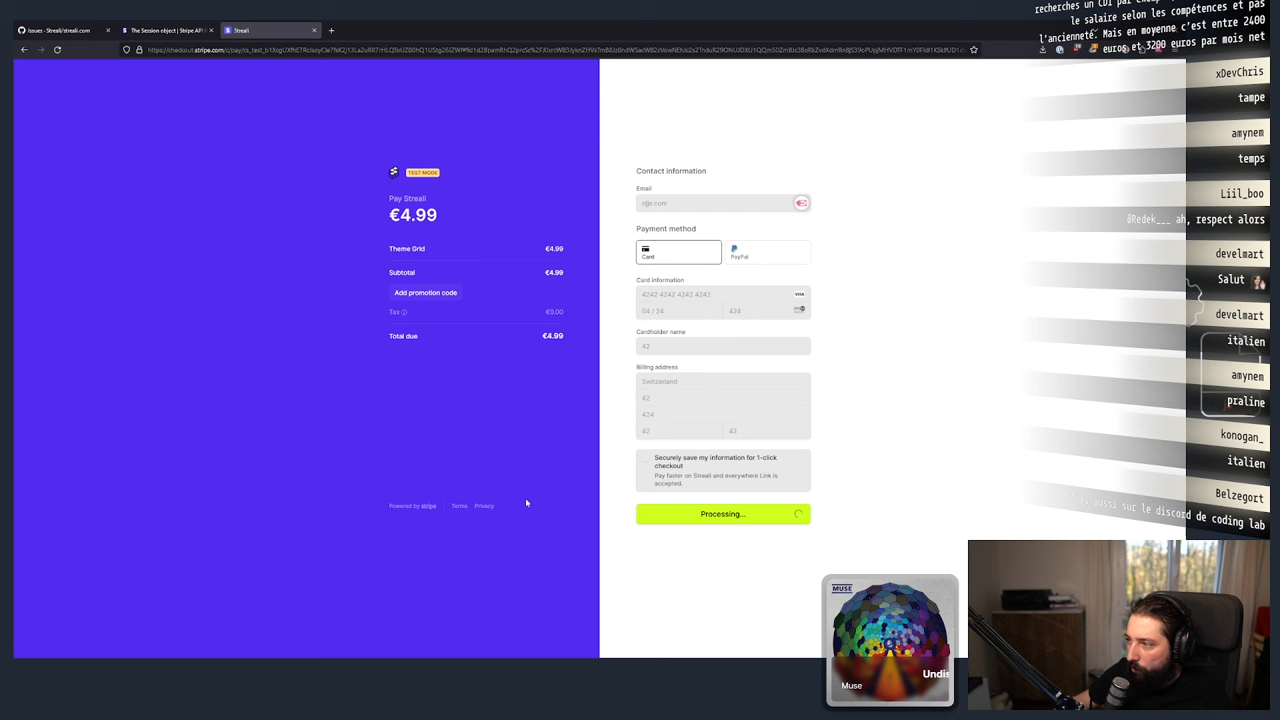 Issues - Streali/streali.com
The Session object | Stripe API
Streali
TEST MODE
Pay Streali
€4.99
Theme Grid €4.99
Subtotal €4.99
Add promotion code
Tax €0.00
Total due €4.99
Powered by stripe Terms Privacy
Contact information
Email
r@r.com
Payment method
Card
PayPal
Card information
4242 4242 4242 4242 VISA
04 / 24 424
Cardholder name
42
Billing address
Switzerland
42
424
42 42
Securely save my information for 1-click
checkout
Pay faster on Streali and everywhere Link is
accepted.
Processing...
recherches un CDI par
le salaire selon les compétences et pas
l'ancienneté. Mais en moyenne c'est entre 2400
euros et 3200 euros par mois net
xDevChris
tampe
amynem
temps
Liil_boo
@Redek___ ah, respect alors
develmart
Salut
develmart
italien
amynem
praline
konogan_
italien
Belzegort
aussi sur le discord de coding lab
MUSE
Undis
Muse